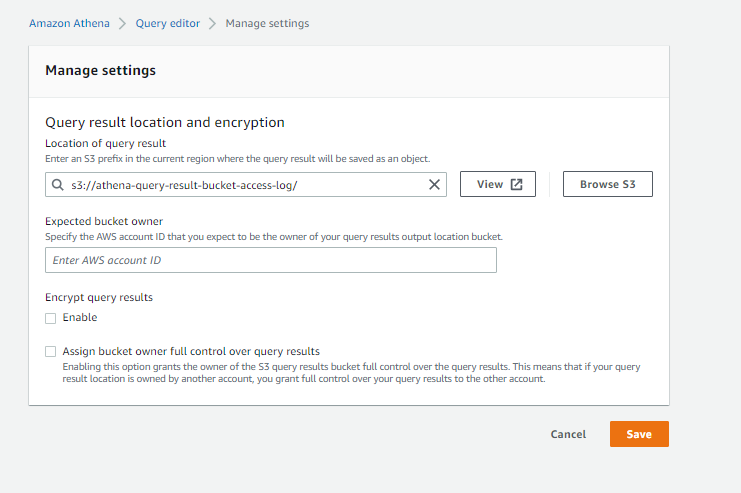 Amazon Athena > Query editor > Manage settings
Manage settings
Query result location and encryption
Location of query result
Enter an S3 prefix in the current region where the query result will be saved as an object.
s3://athena-query-result-bucket-access-log/
View
Browse S3
Expected bucket owner
Specify the AWS account ID that you expect to be the owner of your query results output location bucket.
Enter AWS account ID
Encrypt query results
Enable
Assign bucket owner full control over query results
Enabling this option grants the owner of the S3 query results bucket full control over the query results. This means that if your query
result location is owned by another account, you grant full control over your query results to the other account.
Cancel
Save